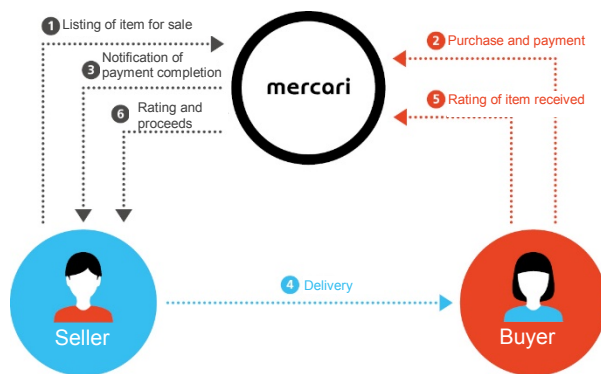 1 Listing of item for sale
2 Purchase and payment
3 Notification of
payment completion
mercari
5 Rating of item received
6 Rating and
proceeds
4 Delivery
Seller
Buyer